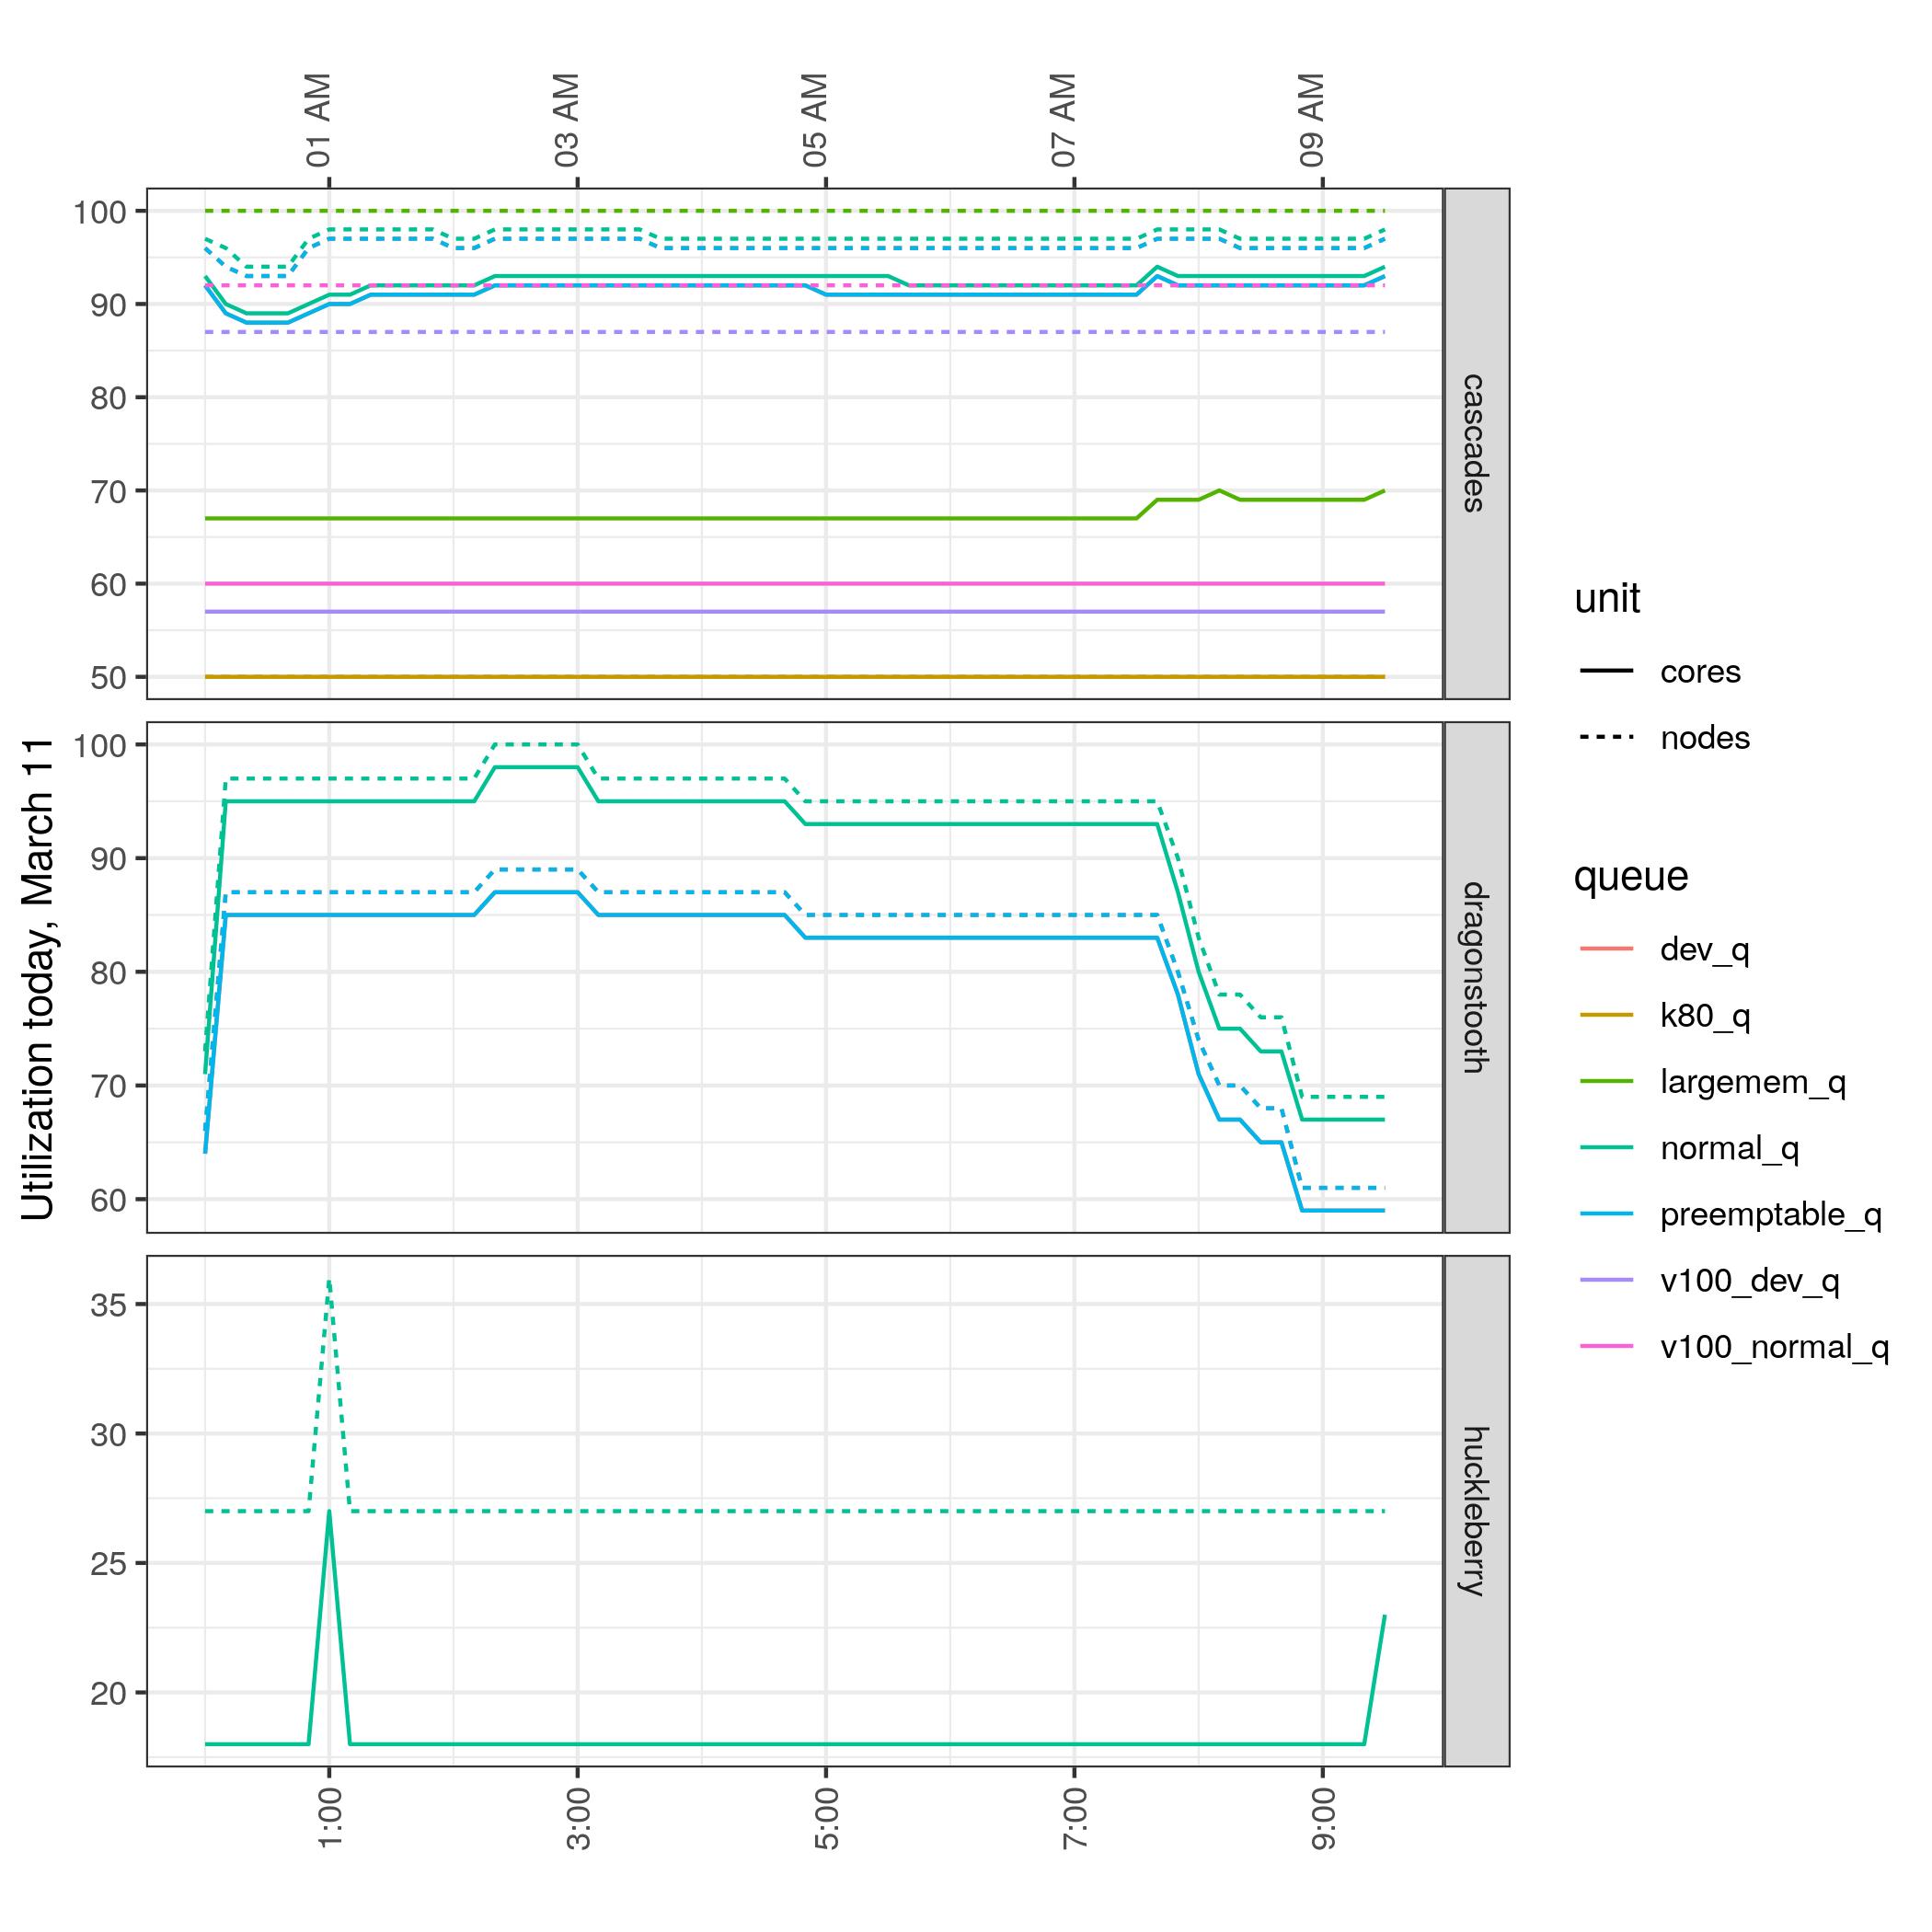 01 AM
03 AM
05 AM
07 AM
09 AM
100
90
80
70
60
50
cascades
100
90
80
70
60
dragonstooth
35
30
25
20
huckleberry
1:00
3:00
5:00
7:00
9:00
Utilization today, March 11
unit
cores
nodes
queue
dev_q
k80_q
largemem_q
normal_q
preemptable_q
v100_dev_q
v100_normal_q